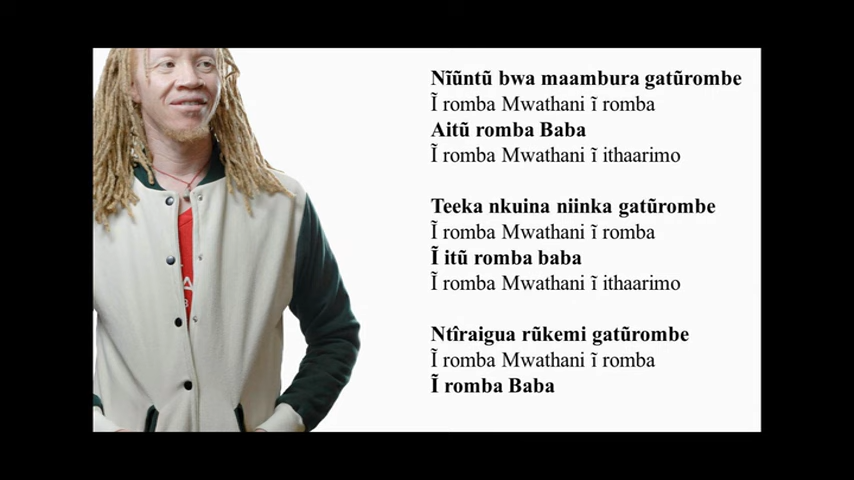 Nĩũntũ bwa maambura gatũrombe
Ĩ romba Mwathani ĩ romba
Aitũ romba Baba
Ĩ romba Mwathani ĩ ithaarimo
Teeka nkuina niinka gatũrombe
Ĩ romba Mwathani ĩ romba
Ĩ itũ romba baba
Ĩ romba Mwathani ĩ ithaarimo
Ntîraigua rũkemi gatũrombe
Ĩ romba Mwathani ĩ romba
Ĩ romba Baba